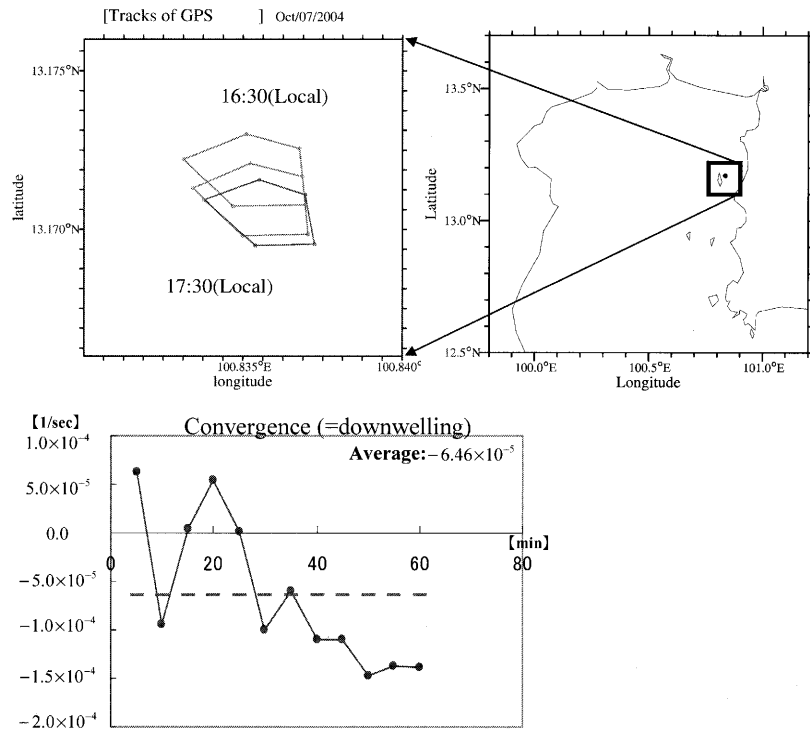 [Tracks of GPS ] Oct/07/2004
13.175°N
16:30(Local)
latitude
13.170°N
17:30(Local)
100.835°E
100.840°
longitude
13.5°N
Latitude
13.0°N
12.5°N
100.0°E
100.5°E
101.0°E
Longitude
【1/sec】
Convergence (=downwelling)
1.0×10⁻⁴
Average:−6.46×10⁻⁵
5.0×10⁻⁵
0.0
【min】
0
20
40
60
80
−5.0×10⁻⁵
−1.0×10⁻⁴
−1.5×10⁻⁴
−2.0×10⁻⁴